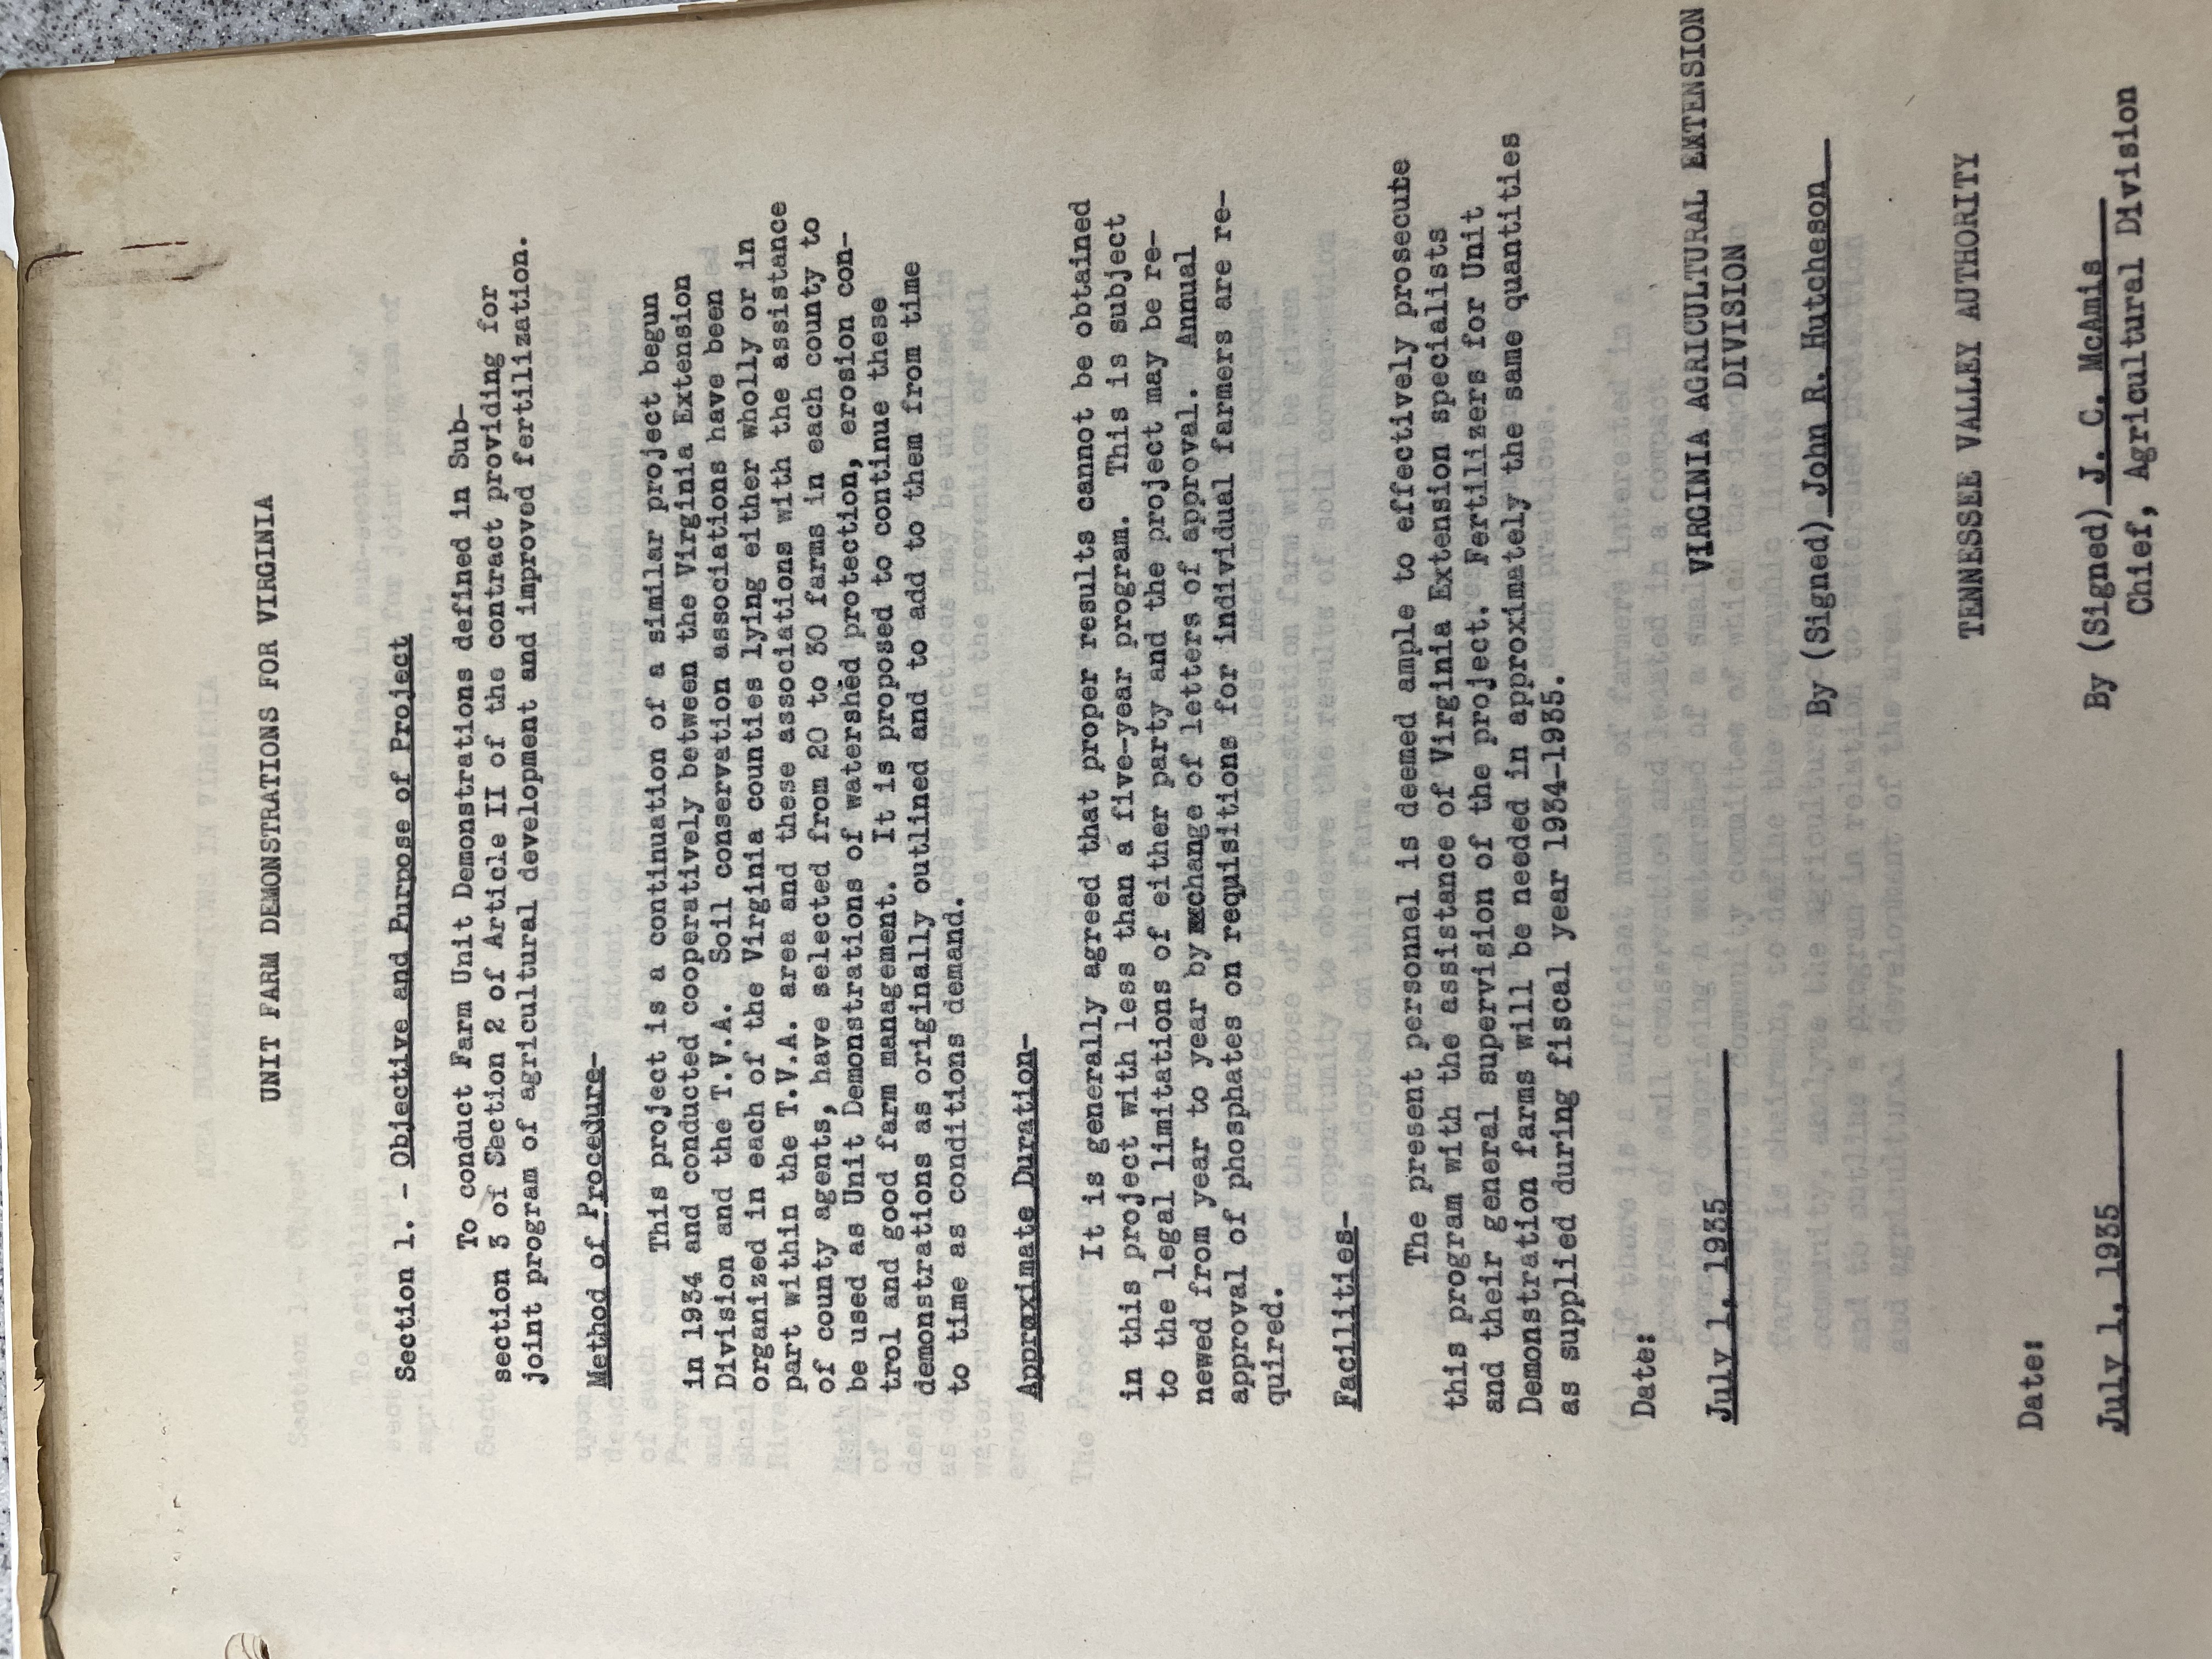 UNIT FARM DEMONSTRATIONS FOR VIRGINIA
Section 1. - Objective and Purpose of Project
To conduct Farm Unit Demonstrations defined in Sub-
section 3 of Section 2 of Article II of the contract providing for
joint program of agricultural development and improved fertilization.
Method of Procedure-
This project is a continuation of a similar project begun
in 1934 and conducted cooperatively between the Virginia Extension
Division and the T.V.A. Soil conservation associations have been
organized in each of the Virginia counties lying either wholly or in
part within the T.V.A. area and these associations with the assistance
of county agents, have selected from 20 to 30 farms in each county to
be used as Unit Demonstrations of watershed protection, erosion con-
trol and good farm management. It is proposed to continue these
demonstrations as originally outlined and to add to them from time
to time as conditions demand.
Approximate Duration-
It is generally agreed that proper results cannot be obtained
in this project with less than a five-year program. This is subject
to the legal limitations of either party and the project may be re-
newed from year to year by exchange of letters of approval. Annual
approval of phosphates on requisitions for individual farmers are re-
quired.
Facilities-
The present personnel is deemed ample to effectively prosecute
this program with the assistance of Virginia Extension specialists
and their general supervision of the project. Fertilizers for Unit
Demonstration farms will be needed in approximately the same quantities
as supplied during fiscal year 1934-1935.
Date:
July 1, 1935
VIRGINIA AGRICULTURAL EXTENSION
DIVISION
By (Signed) John R. Hutcheson
TENNESSEE VALLEY AUTHORITY
Date:
July 1, 1935
By (Signed) J. C. McAmis
Chief, Agricultural Division